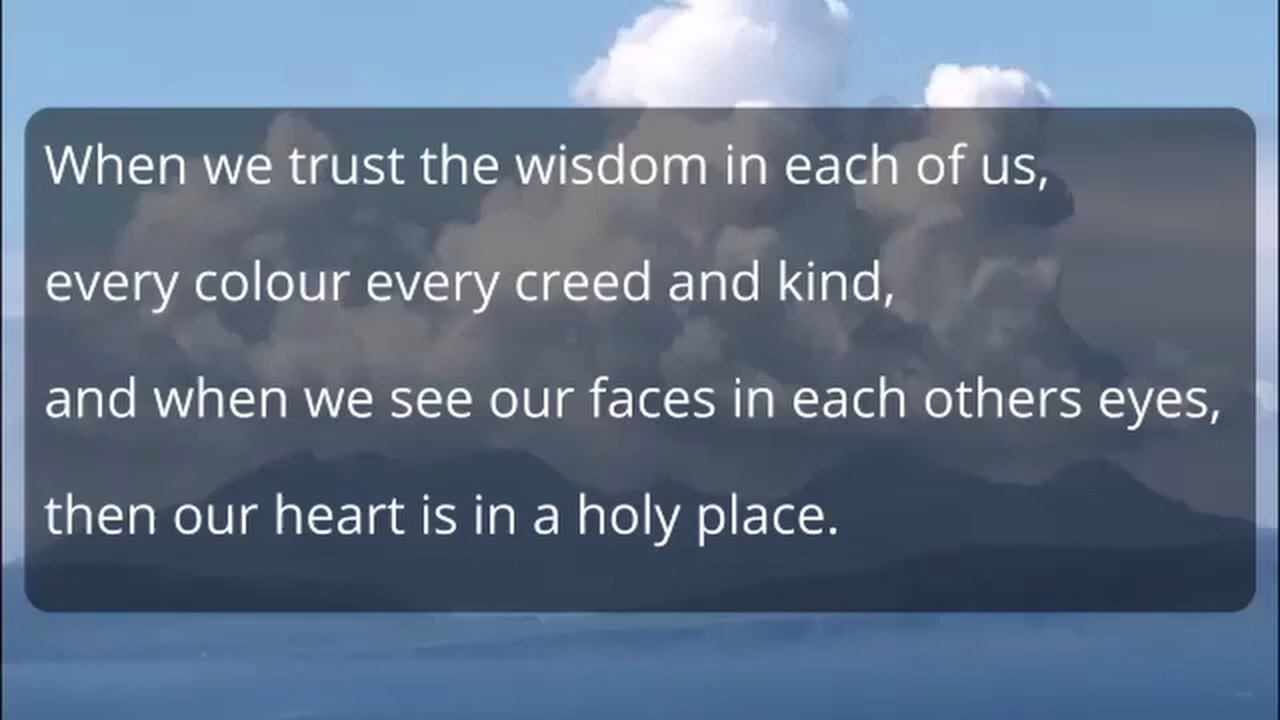 When we trust the wisdom in each of us,
every colour every creed and kind,
and when we see our faces in each others eyes,
then our heart is in a holy place.